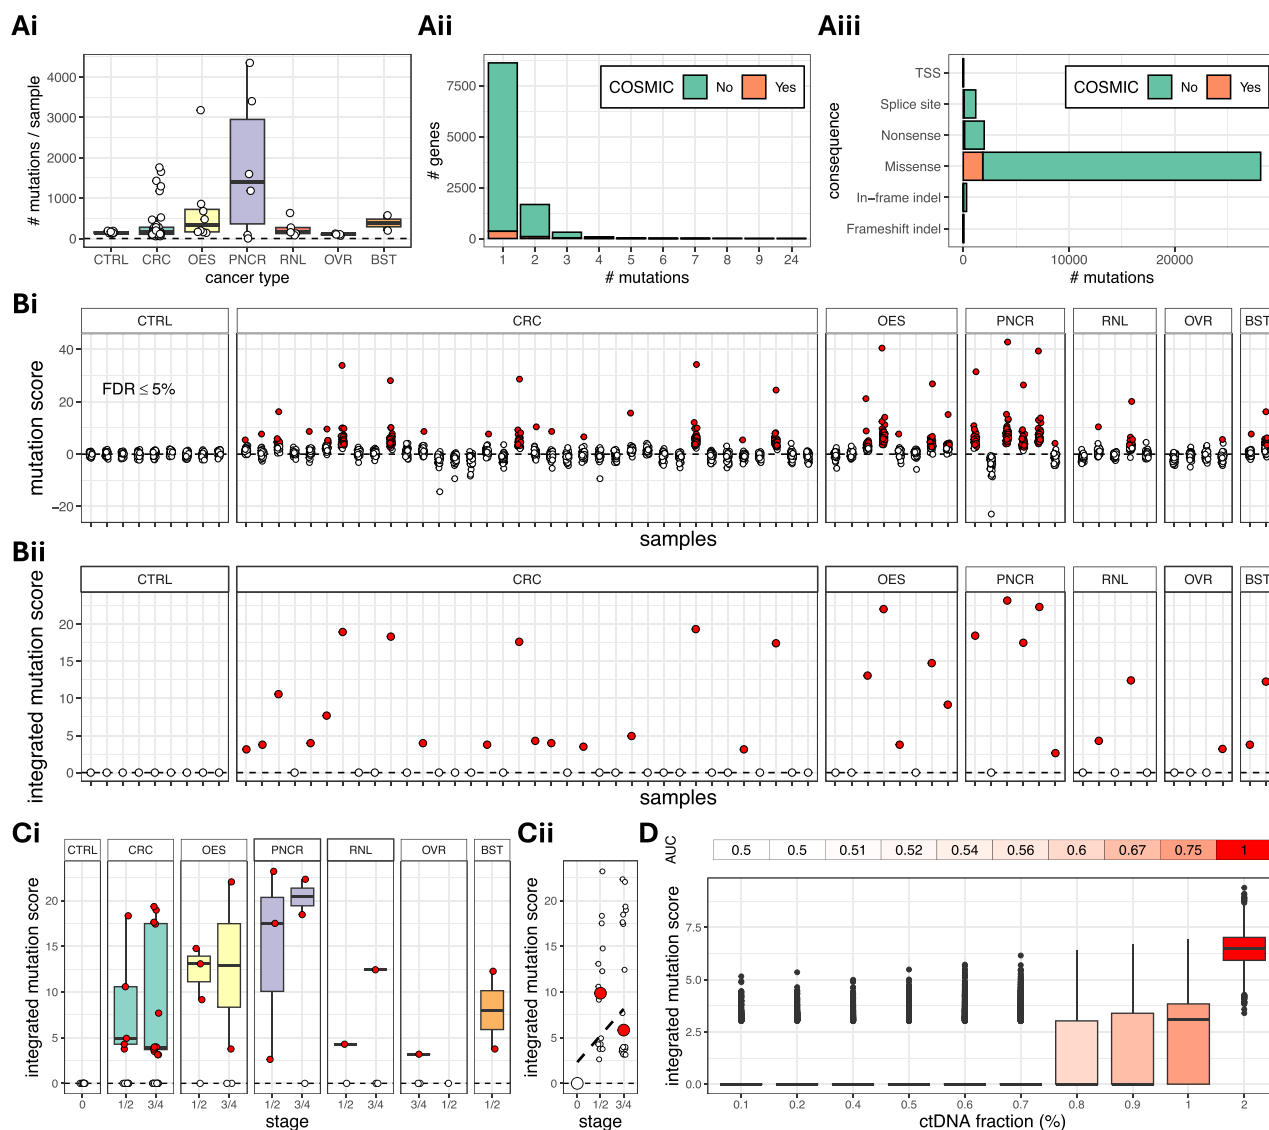 Ai
Aii
Aiii
# mutations / sample
4000
3000
2000
1000
0
CTRL CRC OES PNCR RNL OVR BST
cancer type
# genes
7500
5000
2500
0
COSMIC No Yes
1 2 3 4 5 6 7 8 9 24
# mutations
consequence
TSS
Splice site
Nonsense
Missense
In−frame indel
Frameshift indel
COSMIC No Yes
0 10000 20000
# mutations
Bi
CTRL CRC OES PNCR RNL OVR BST
mutation score
40
20
0
−20
FDR ≤ 5%
samples
Bii
CTRL CRC OES PNCR RNL OVR BST
integrated mutation score
20
15
10
5
0
samples
Ci
CTRL CRC OES PNCR RNL OVR BST
integrated mutation score
20
15
10
5
0
0 1/2 3/4 1/2 3/4 1/2 3/4 1/2 3/4 1/2 3/4 1/2
stage
Cii
integrated mutation score
20
15
10
5
0
0 1/2 3/4
stage
D
AUC
0.5 0.5 0.51 0.52 0.54 0.56 0.6 0.67 0.75 1
integrated mutation score
7.5
5.0
2.5
0.0
0.1 0.2 0.4 0.5 0.6 0.7 0.8 0.9 1 2
ctDNA fraction (%)